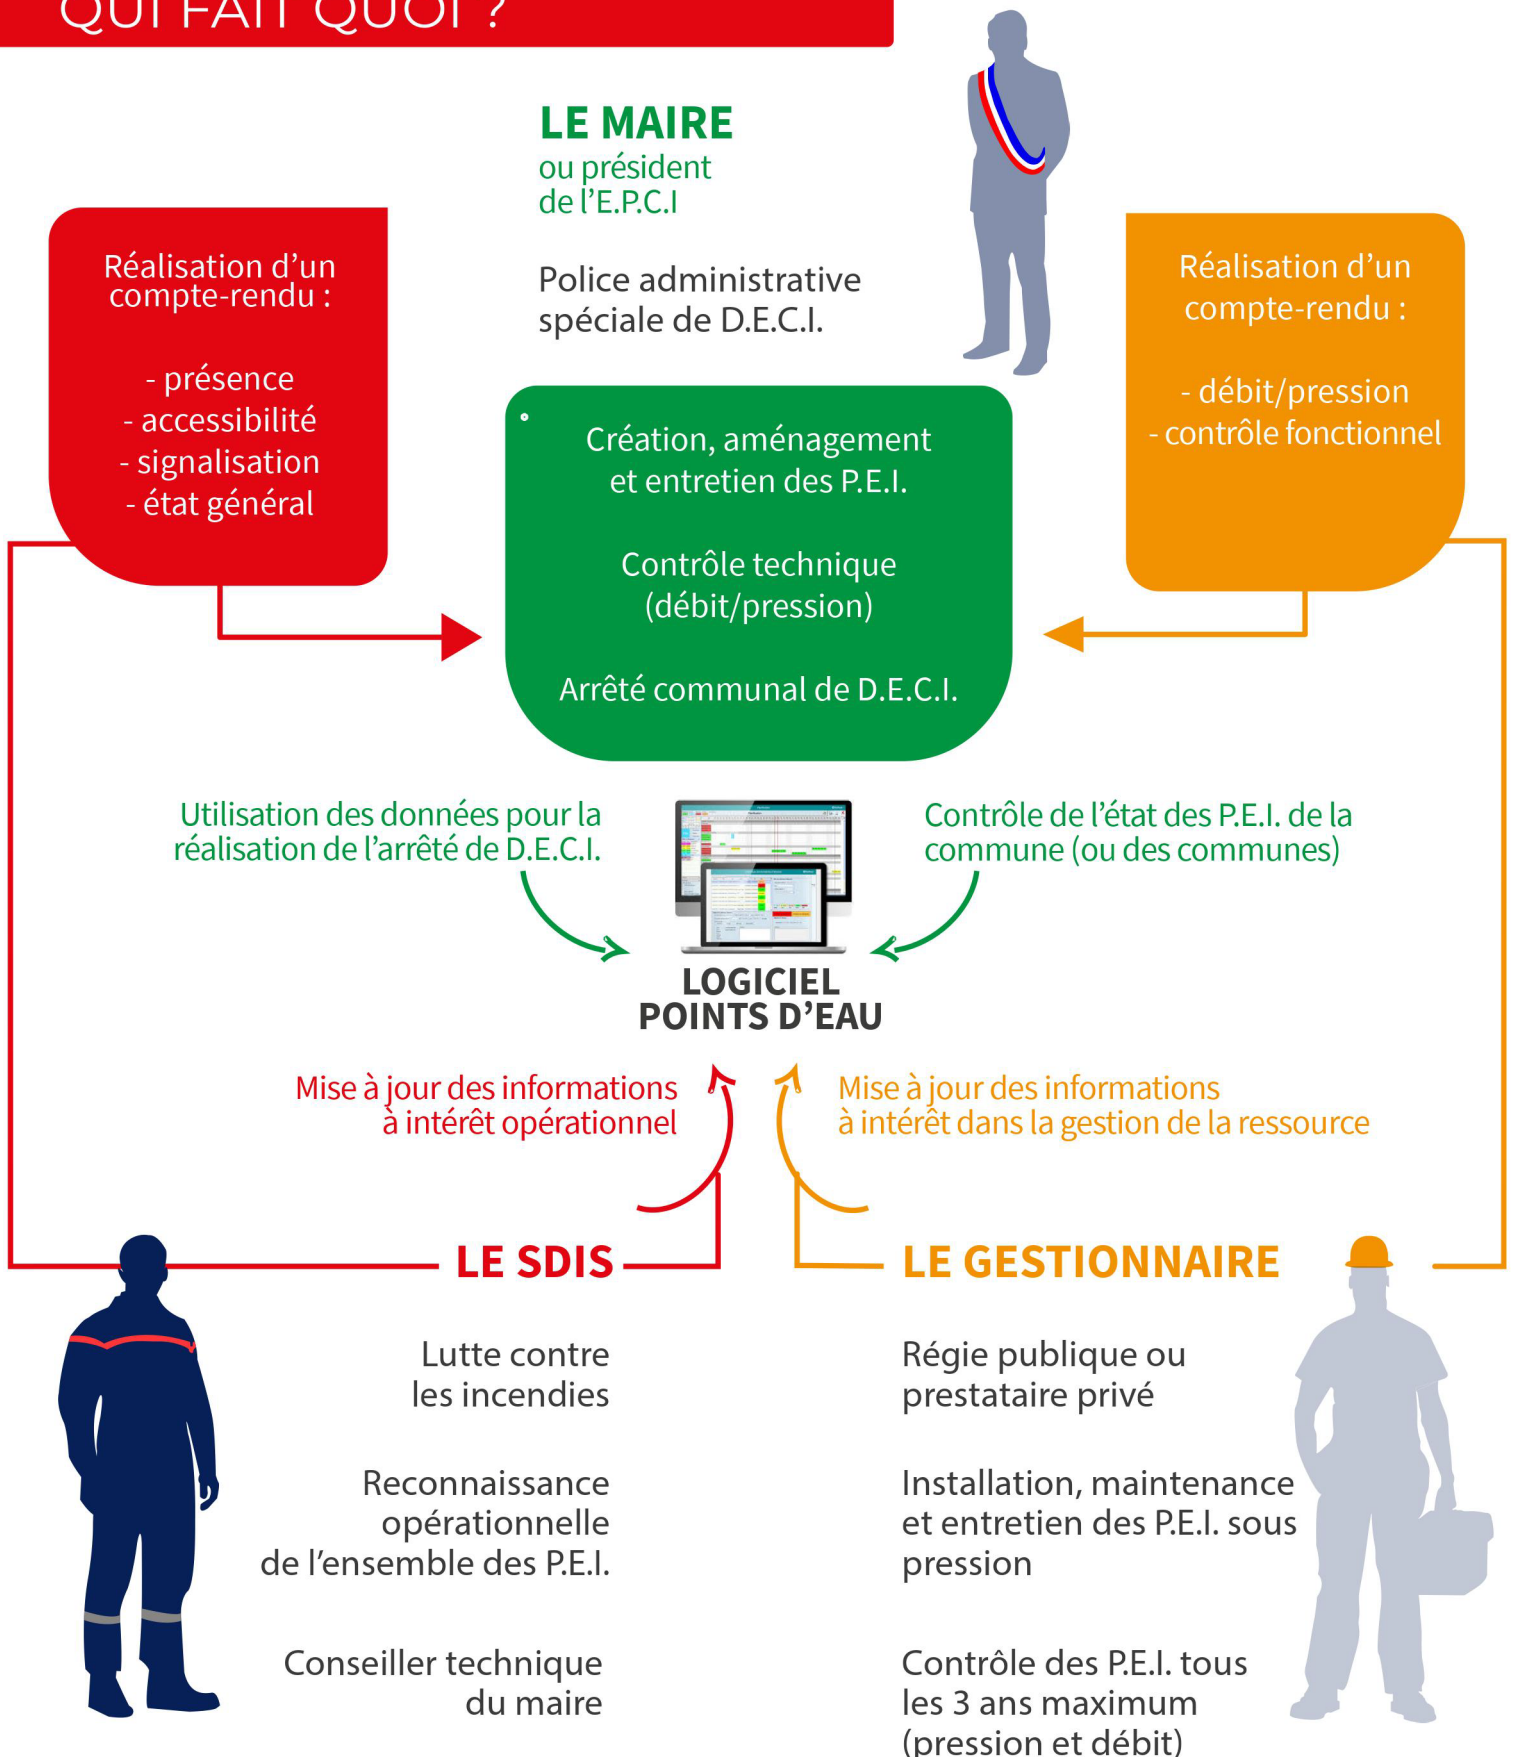 QUI FAIT QUOI ?
LE MAIRE
ou président
de l'E.P.C.I
Police administrative
spéciale de D.E.C.I.
Réalisation d'un
compte-rendu :
- présence
- accessibilité
- signalisation
- état général
Création, aménagement
et entretien des P.E.I.
Contrôle technique
(débit/pression)
Arrêté communal de D.E.C.I.
Réalisation d'un
compte-rendu :
- débit/pression
- contrôle fonctionnel
Utilisation des données pour la
réalisation de l'arrêté de D.E.C.I.
Contrôle de l'état des P.E.I. de la
commune (ou des communes)
LOGICIEL
POINTS D'EAU
Mise à jour des informations
à intérêt opérationnel
Mise à jour des informations
à intérêt dans la gestion de la ressource
LE SDIS
Lutte contre
les incendies
Reconnaissance
opérationnelle
de l'ensemble des P.E.I.
Conseiller technique
du maire
LE GESTIONNAIRE
Régie publique ou
prestataire privé
Installation, maintenance
et entretien des P.E.I. sous
pression
Contrôle des P.E.I. tous
les 3 ans maximum
(pression et débit)